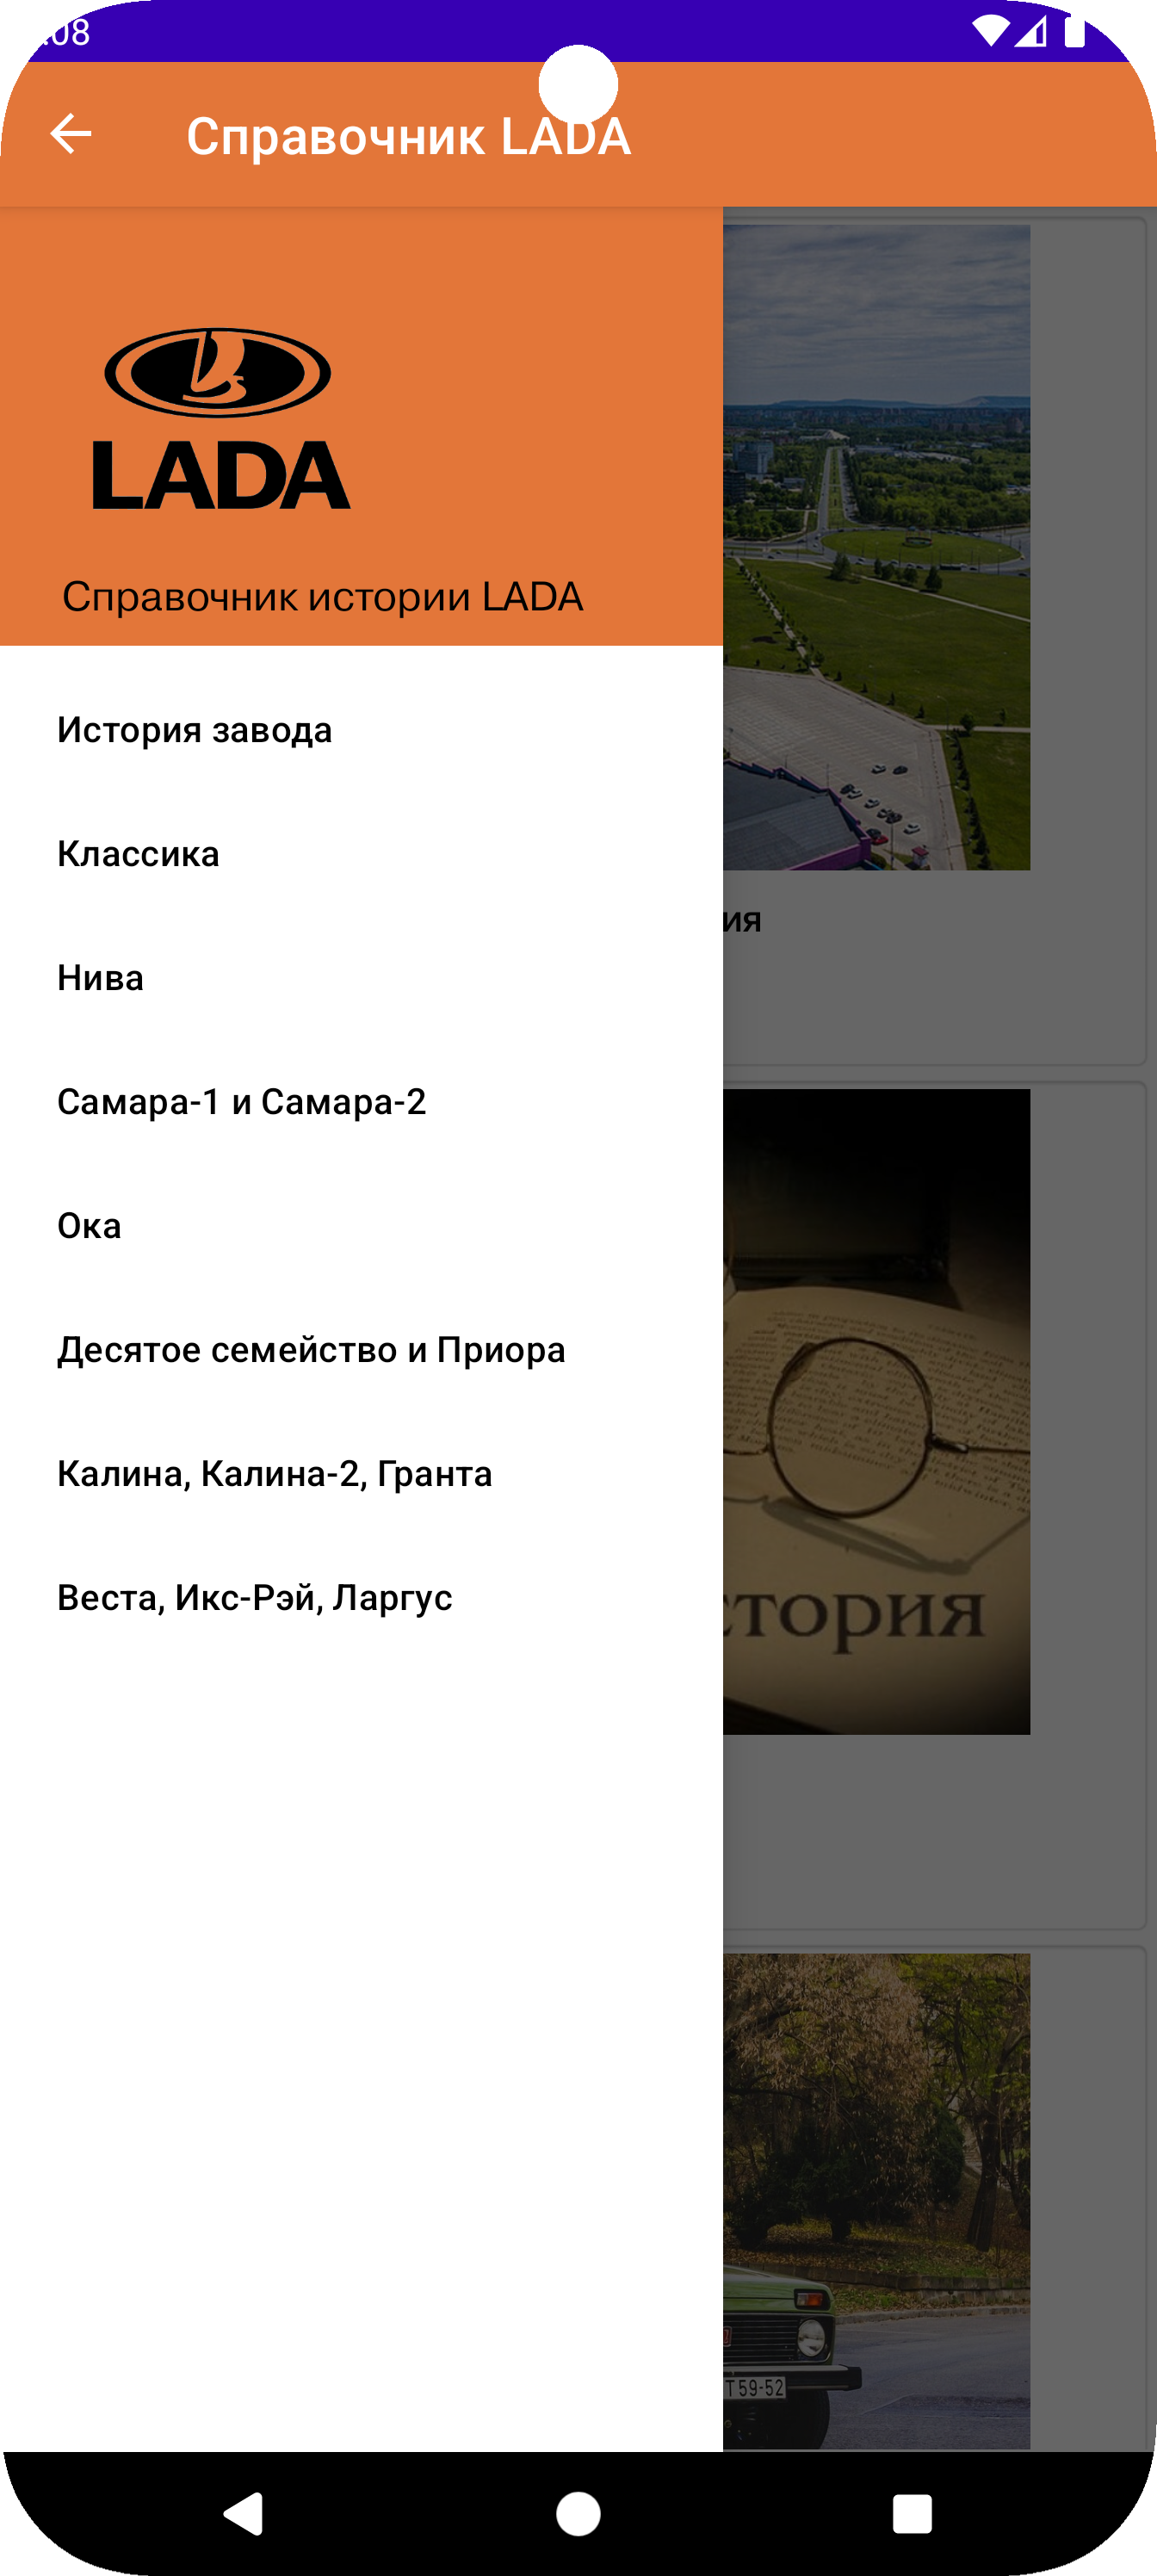 :08
Справочник LADA
LADA
Справочник истории LADA
История завода
Классика
ия
Нива
Самара-1 и Самара-2
Ока
Десятое семейство и Приора
Калина, Калина-2, Гранта
Веста, Икс-Рэй, Ларгус
стория
T 59-52